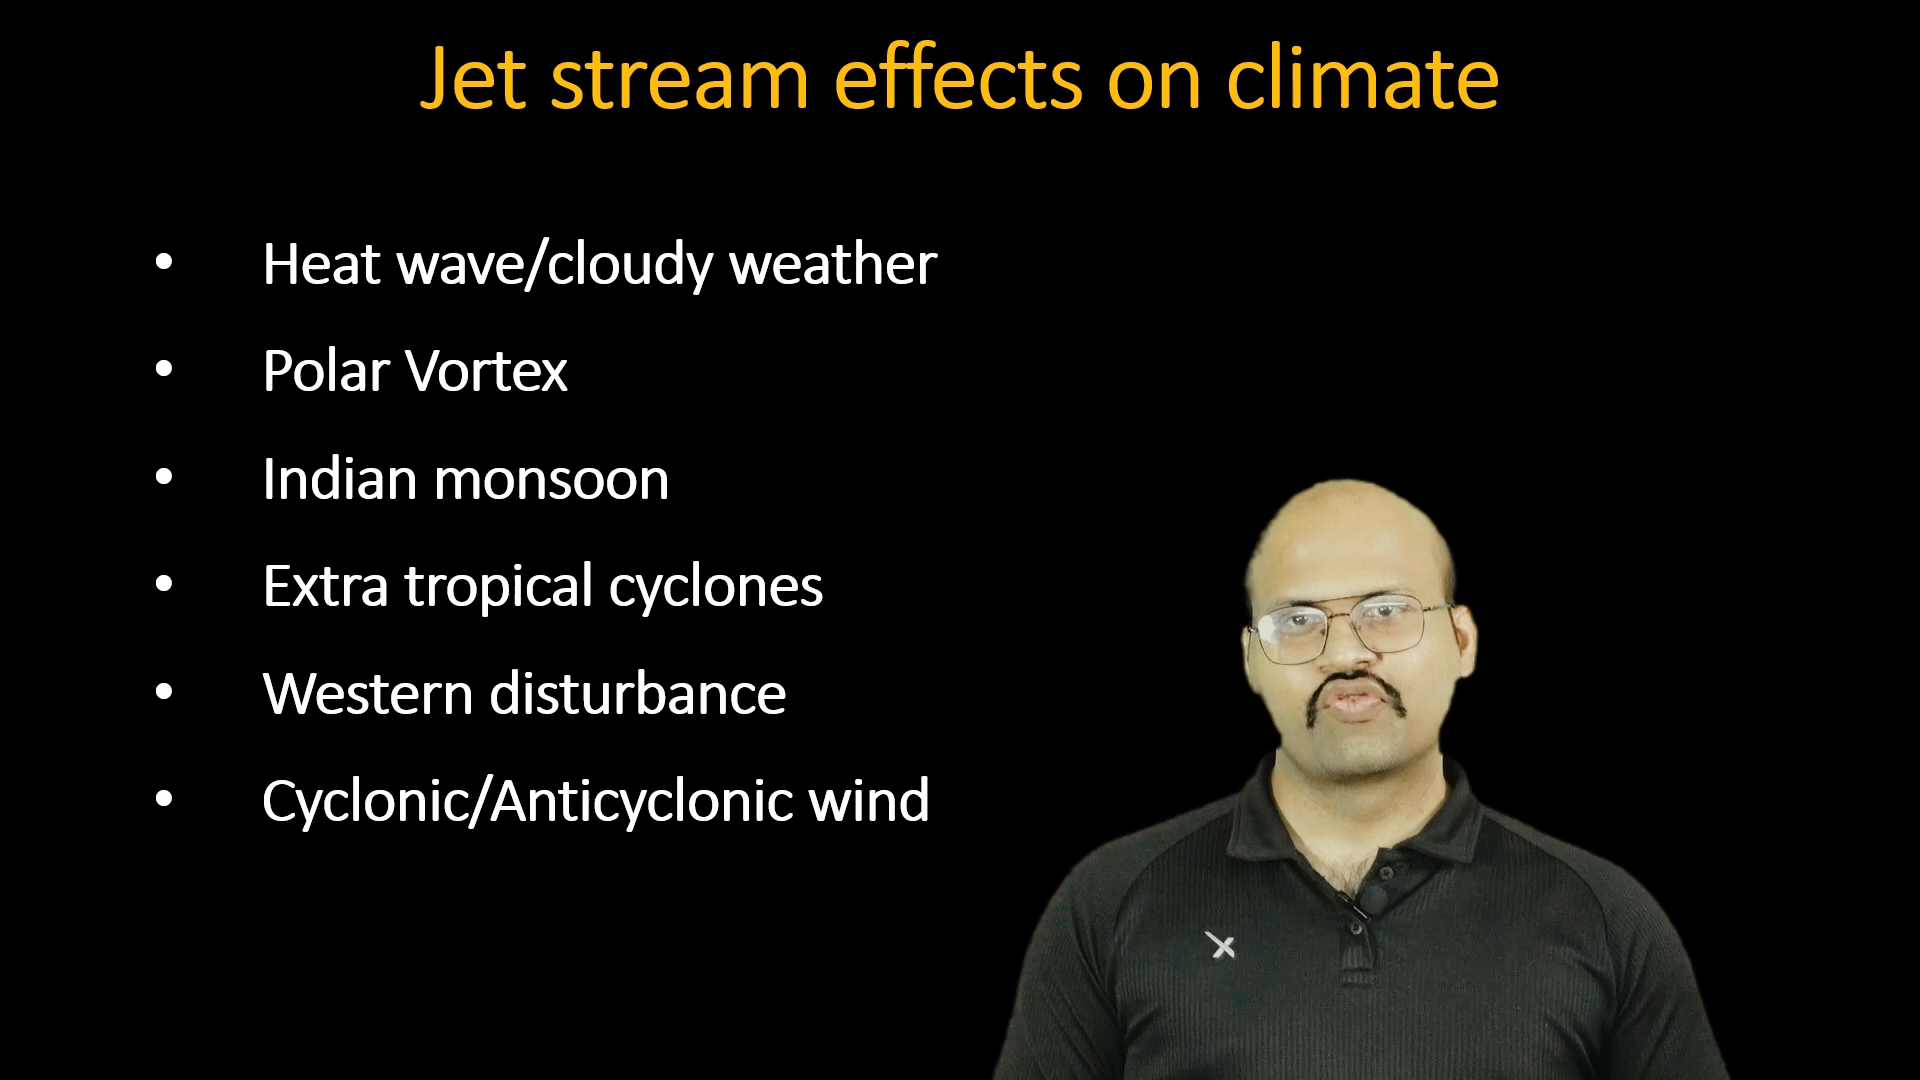 Jet stream effects on climate
• Heat wave/cloudy weather
• Polar Vortex
• Indian monsoon
• Extra tropical cyclones
• Western disturbance
• Cyclonic/Anticyclonic wind